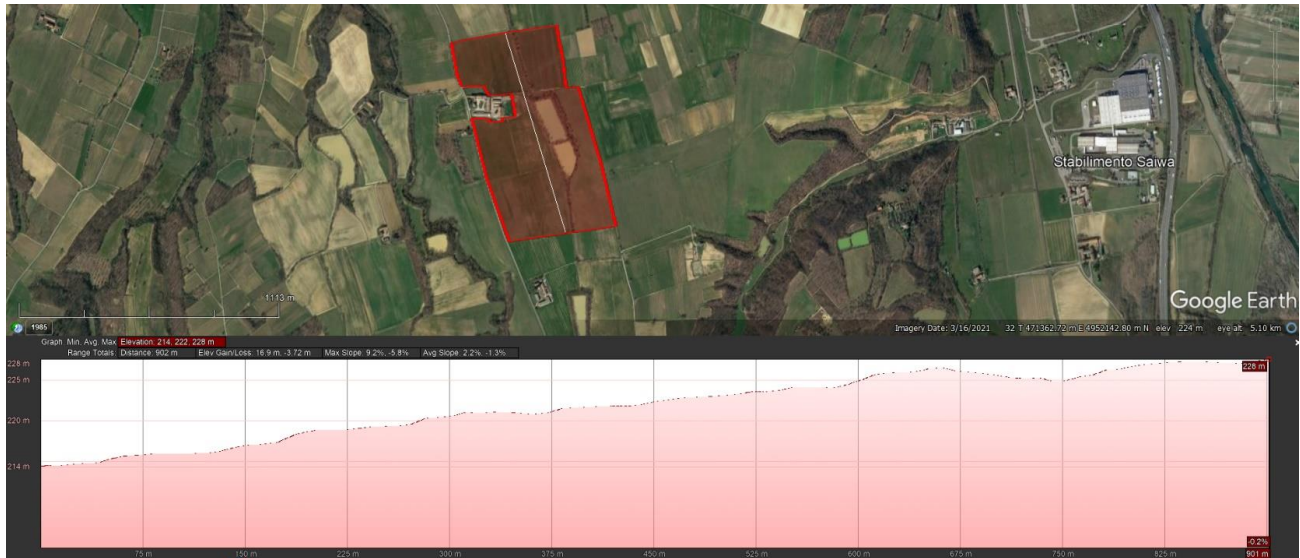 Stabilimento Saiwa
1113 m
Google Earth
1985
Imagery Date: 3/16/2021 32 T 471362.72 m E 4952142.80 m N elev 224 m eye alt 5.10 km
Graph Min, Avg, Max Elevation: 214, 222, 228 m
Range Totals: Distance: 902 m Elev Gain/Loss: 16.9 m, -3.72 m Max Slope: 9.2%, -5.8% Avg Slope: 2.2%, -1.3%
228 m
228 m
225 m
220 m
214 m
-0.2%
75 m 150 m 225 m 300 m 375 m 450 m 525 m 600 m 675 m 750 m 825 m 901 m